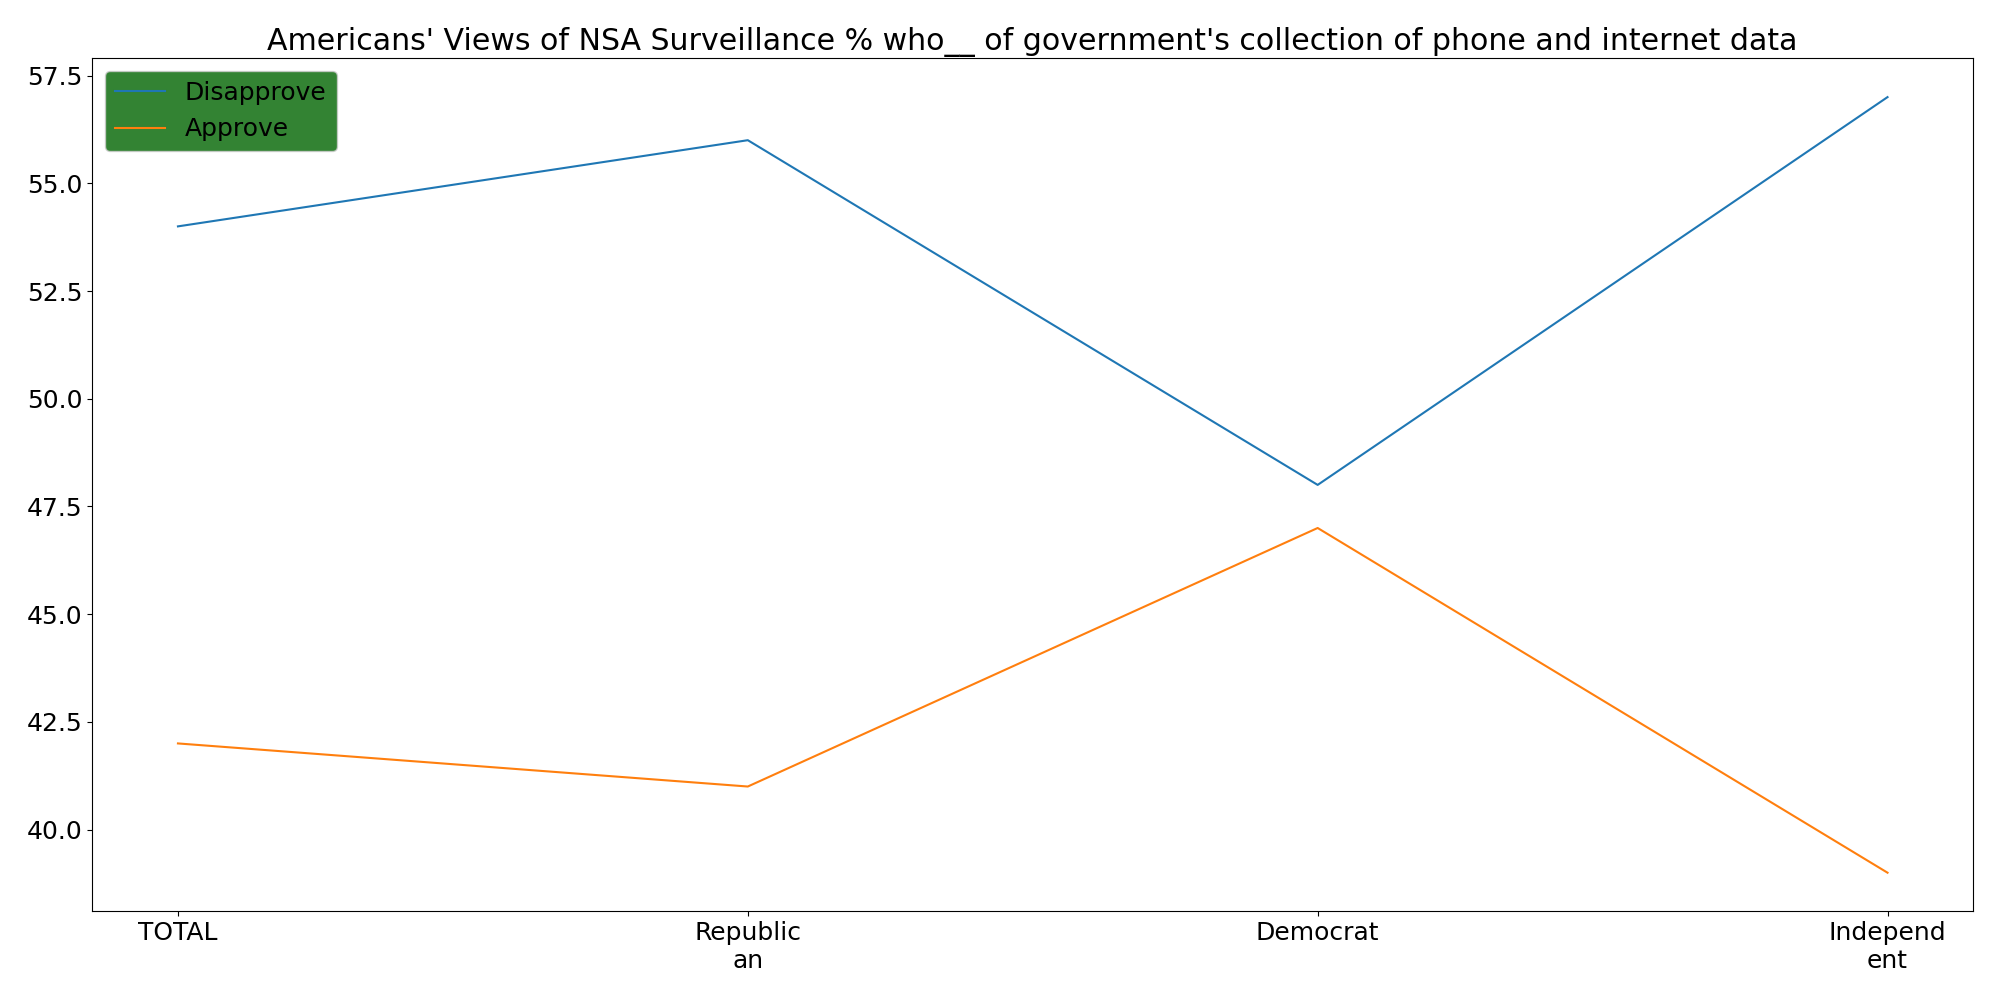 Americans' Views of NSA Surveillance % who__ of government's collection of phone and internet data
57.5
55.0
52.5
50.0
47.5
45.0
42.5
40.0
Disapprove
Approve
TOTAL
Republic
an
Democrat
Independ
ent